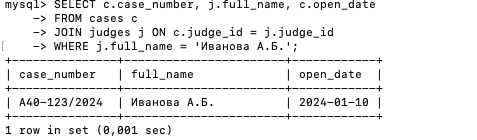 mysql> SELECT c.case_number, j.full_name, c.open_date
    -> FROM cases c
    -> JOIN judges j ON c.judge_id = j.judge_id
[    -> WHERE j.full_name = 'Иванова А.Б.';
+-------------+--------------+------------+
| case_number | full_name    | open_date  |
+-------------+--------------+------------+
| A40-123/2024 | Иванова А.Б. | 2024-01-10 |
+-------------+--------------+------------+
1 row in set (0,001 sec)